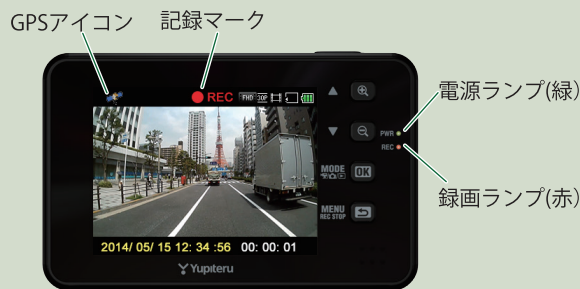 GPSアイコン
記録マーク
REC
FHD 30P
電源ランプ(緑)
PWR
REC
録画ランプ(赤)
MODE
OK
MENU
REC STOP
2014/ 05/ 15 12: 34 :56 00: 00: 01
Yupiteru